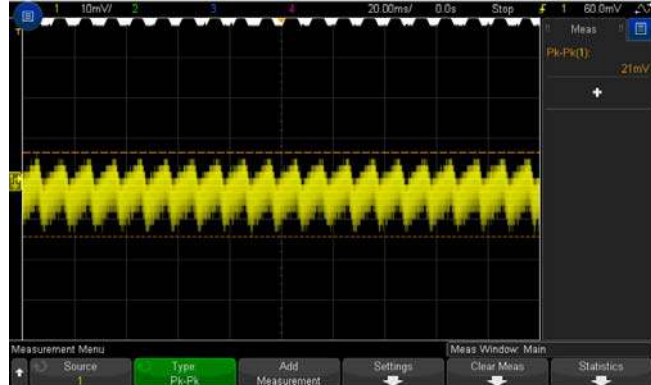 1 10mV/ 2 3 4 20.00ms/ 0.0s Stop 1 60.0mV
Meas
Pk-Pk(1):
21mV
Measurement Menu
Meas Window: Main
Source
1
Type
Pk-Pk
Add
Measurement
Settings
Clear Meas
Statistics